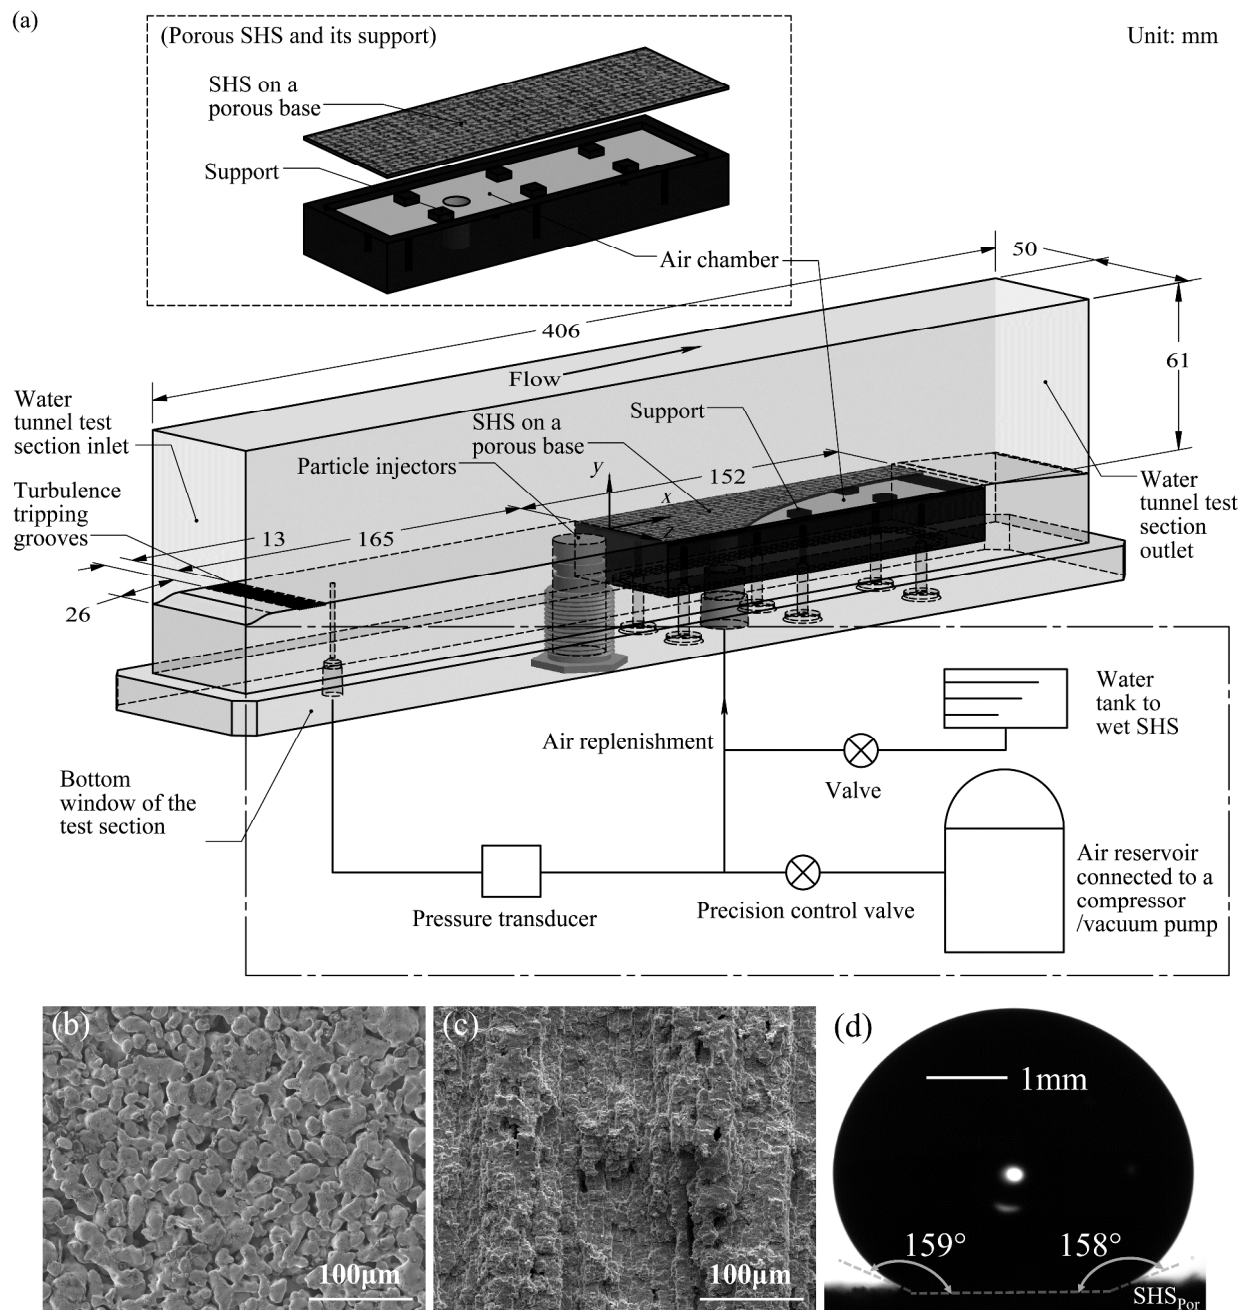 (a)
(Porous SHS and its support)
Unit: mm
SHS on a
porous base
Support
Air chamber
50
406
61
Flow
Water
tunnel test
section inlet
Support
SHS on a
porous base
Particle injectors
y
152
x
z
Water
tunnel test
section
outlet
Turbulence
tripping
grooves
13
165
26
Water
tank to
wet SHS
Air replenishment
Valve
Bottom
window of the
test section
Air reservoir
connected to a
compressor
/vacuum pump
Pressure transducer
Precision control valve
(b)
100μm
(c)
100μm
(d)
1mm
159°
158°
SHSPor